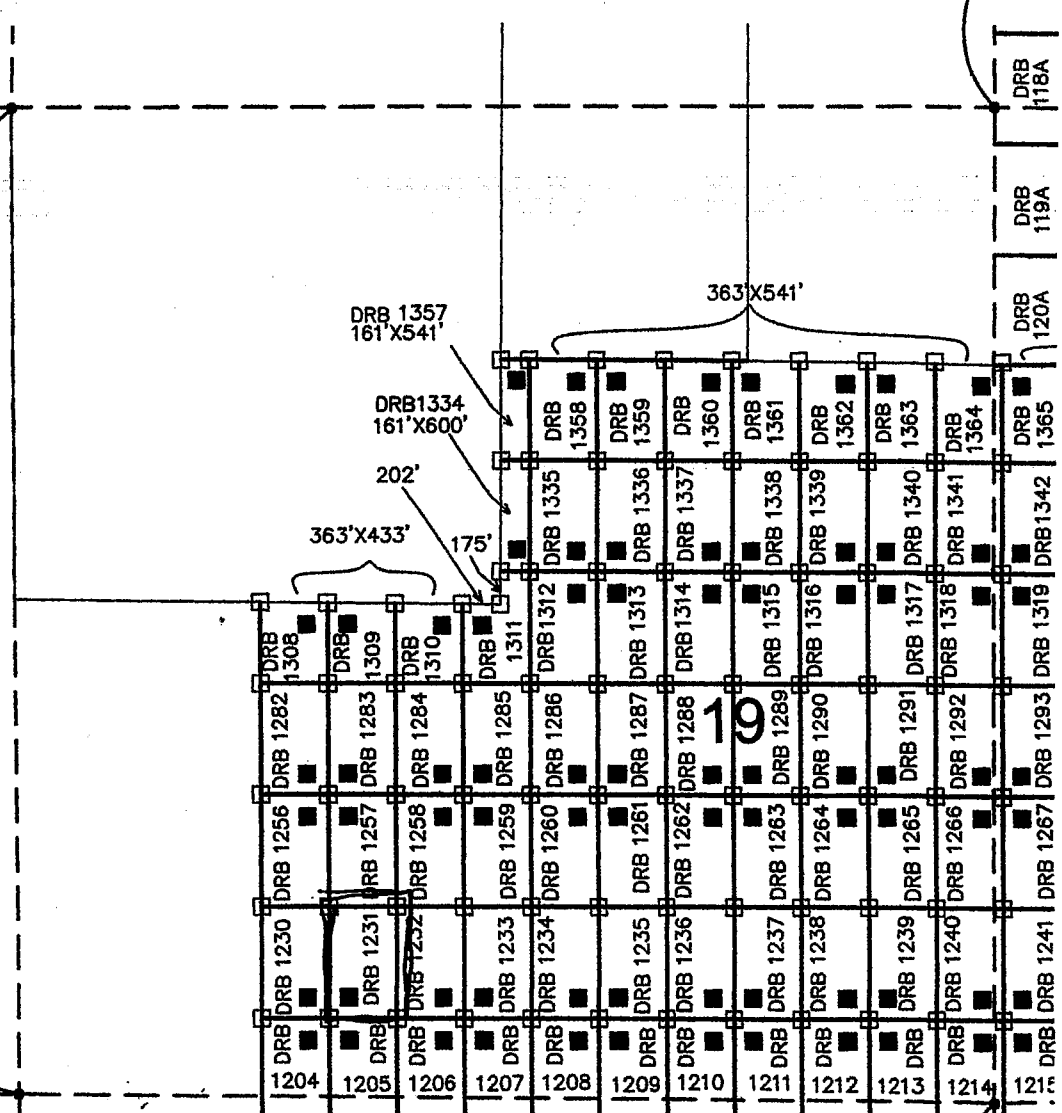 DRB
118A
DRB
119A
DRB
120A
363'X541'
DRB 1357
161'X541'
DRB1334
161'X600'
202'
363'X433'
175'
DRB
1358
DRB
1359
DRB
1360
DRB
1361
DRB
1362
DRB
1363
DRB
1364
DRB
1365
DRB 1335
DRB 1336
DRB 1337
DRB 1338
DRB 1339
DRB 1340
DRB 1341
DRB1342
DRB
1308
DRB
1309
DRB
1310
DRB
1311
DRB1312
DRB 1313
DRB1314
DRB 1315
DRB 1316
DRB 1317
DRB 1318
DRB 1319
DRB 1282
DRB 1283
DRB 1284
DRB 1285
DRB 1286
DRB 1287
DRB 1288
19
DRB 1289
DRB 1290
DRB 1291
DRB 1292
DRB 1293
DRB 1256
DRB 1257
DRB 1258
DRB 1259
DRB 1260
DRB 1261
DRB 1262
DRB 1263
DRB 1264
DRB 1265
DRB 1266
DRB 1267
DRB 1230
DRB 1231
DRB 1232
DRB 1233
DRB 1234
DRB 1235
DRB 1236
DRB 1237
DRB 1238
DRB 1239
DRB 1240
DRB 1241
DRB
1204
DRB
1205
DRB
1206
DRB
1207
DRB
1208
DRB
1209
DRB
1210
DRB
1211
DRB
1212
DRB
1213
DRB
1214
DRB
1215